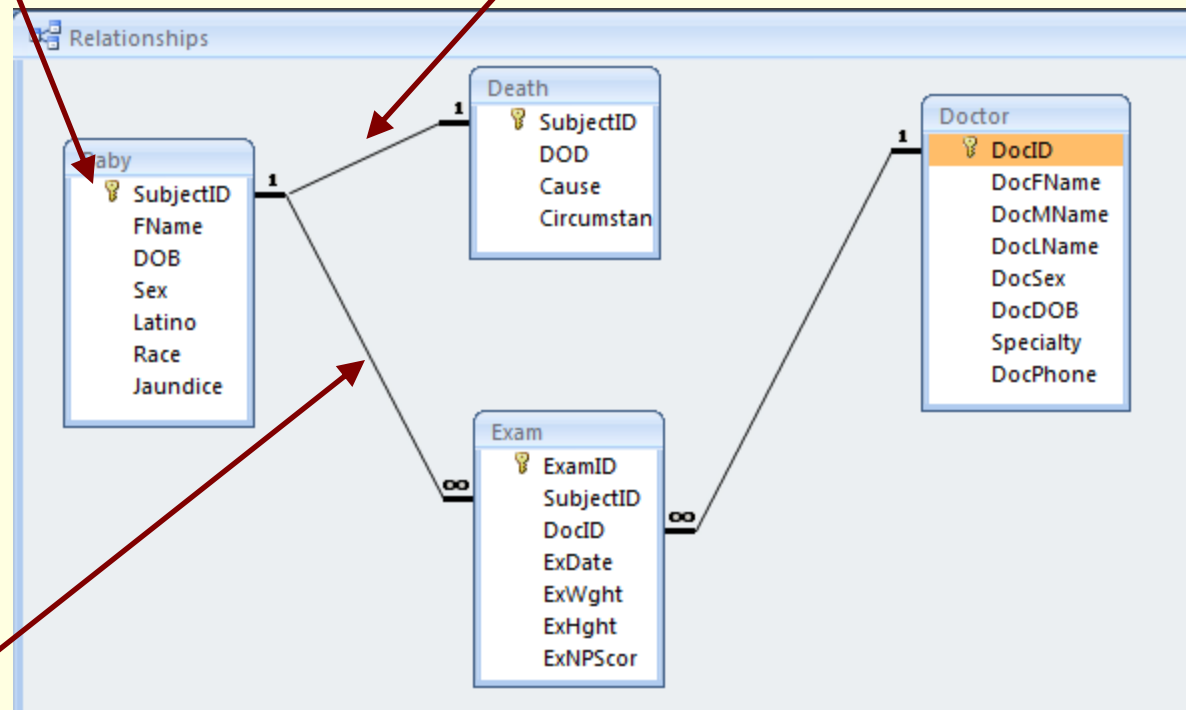 Relationships
Baby
SubjectID
FName
DOB
Sex
Latino
Race
Jaundice
1
1
Death
SubjectID
DOD
Cause
Circumstan
Doctor
1
DocID
DocFName
DocMName
DocLName
DocSex
DocDOB
Specialty
DocPhone
Exam
ExamID
SubjectID
DocID
ExDate
ExWght
ExHght
ExNPScor
∞
∞